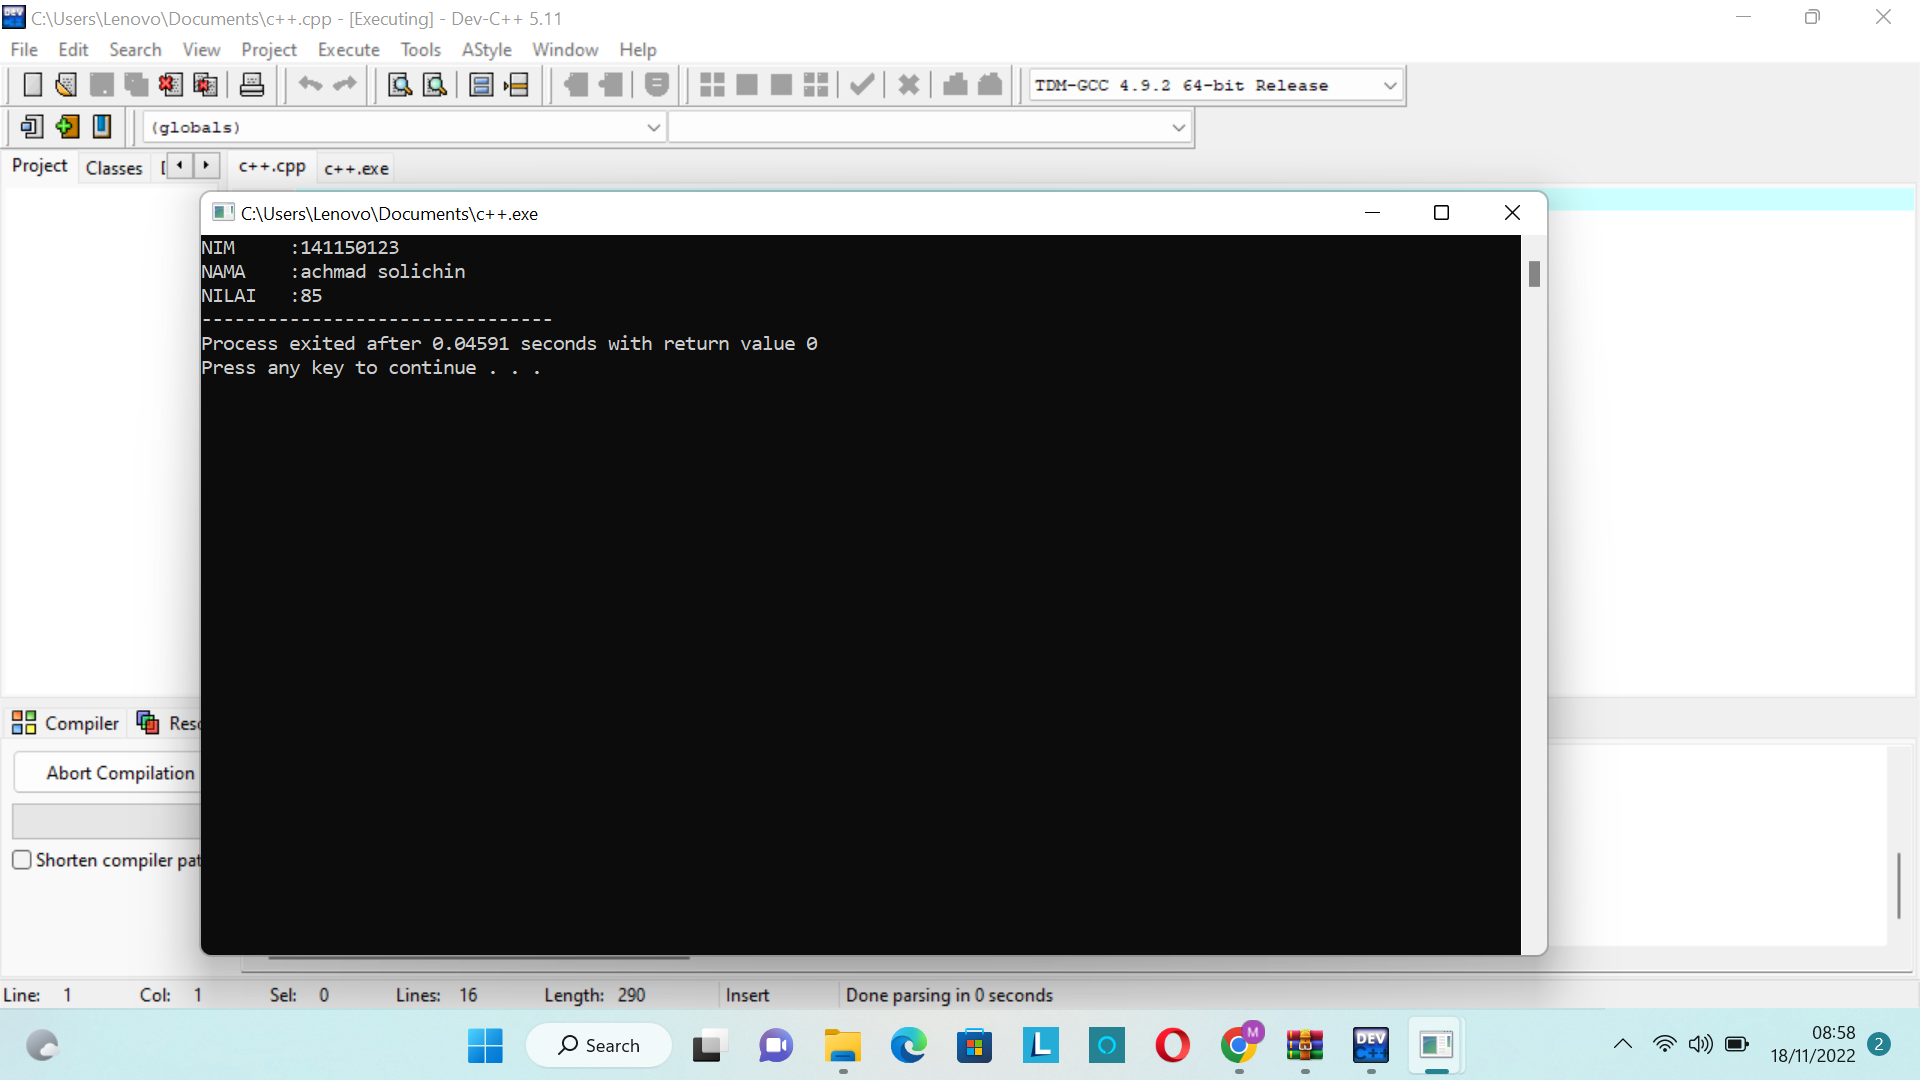 C:\Users\Lenovo\Documents\c++.cpp - [Executing] - Dev-C++ 5.11
File Edit Search View Project Execute Tools AStyle Window Help
TDM-GCC 4.9.2 64-bit Release
(globals)
Project Classes c++.cpp c++.exe
C:\Users\Lenovo\Documents\c++.exe
NIM :141150123
NAMA :achmad solichin
NILAI :85
--------------------------------
Process exited after 0.04591 seconds with return value 0
Press any key to continue . . .
Compiler
Abort Compilation
Shorten compiler
Line: 1 Col: 1 Sel: 0 Lines: 16 Length: 290 Insert Done parsing in 0 seconds
Search
M
L
DEV
C++
08:58
18/11/2022
2